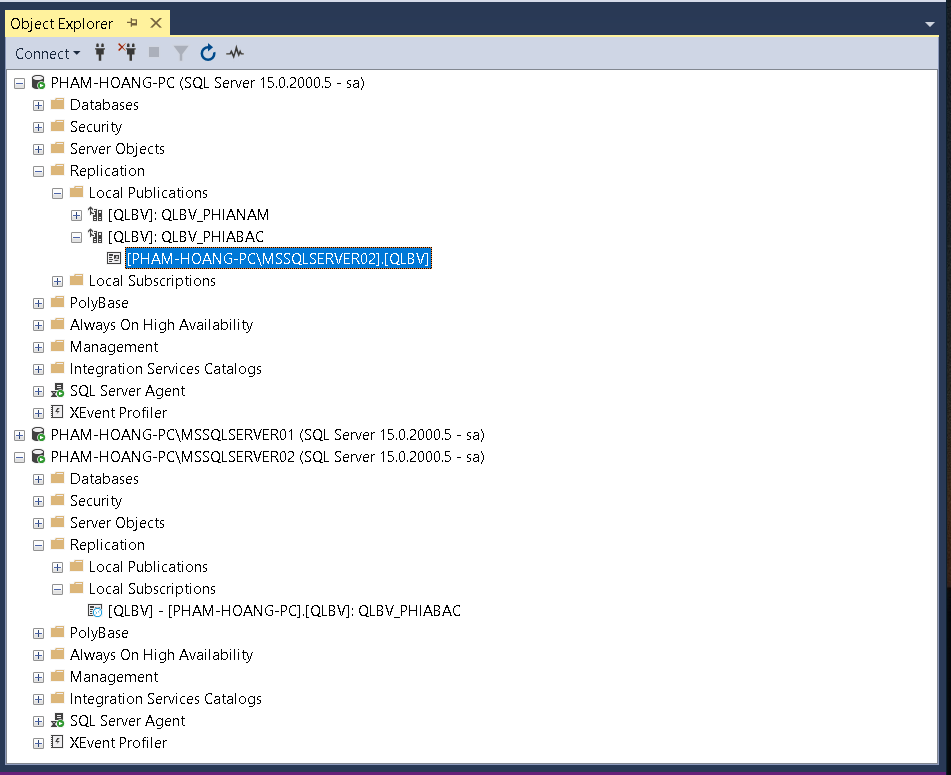 Object Explorer
Connect
PHAM-HOANG-PC (SQL Server 15.0.2000.5 - sa)
Databases
Security
Server Objects
Replication
Local Publications
[QLBV]: QLBV_PHIANAM
[QLBV]: QLBV_PHIABAC
[PHAM-HOANG-PC\MSSQLSERVER02].[QLBV]
Local Subscriptions
PolyBase
Always On High Availability
Management
Integration Services Catalogs
SQL Server Agent
XEvent Profiler
PHAM-HOANG-PC\MSSQLSERVER01 (SQL Server 15.0.2000.5 - sa)
PHAM-HOANG-PC\MSSQLSERVER02 (SQL Server 15.0.2000.5 - sa)
Databases
Security
Server Objects
Replication
Local Publications
Local Subscriptions
[QLBV] - [PHAM-HOANG-PC].[QLBV]: QLBV_PHIABAC
PolyBase
Always On High Availability
Management
Integration Services Catalogs
SQL Server Agent
XEvent Profiler